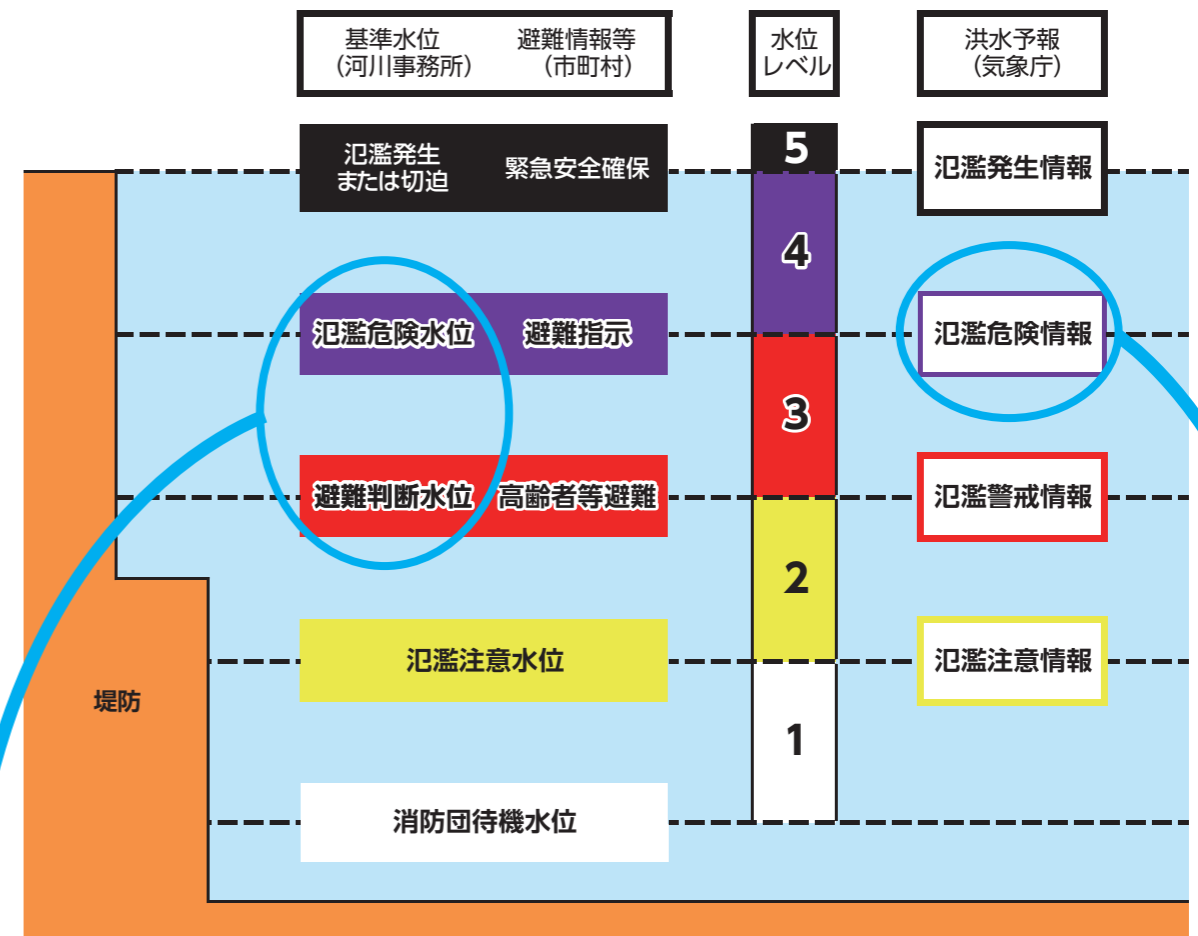 基準水位 避難情報等 水位 洪水予報
（河川事務所） （市町村） レベル （気象庁）
氾濫発生 緊急安全確保 5 氾濫発生情報
または切迫
4
氾濫危険水位 避難指示 氾濫危険情報
3
避難判断水位 高齢者等避難 氾濫警戒情報
2
氾濫注意水位 氾濫注意情報
堤防
1
消防団待機水位